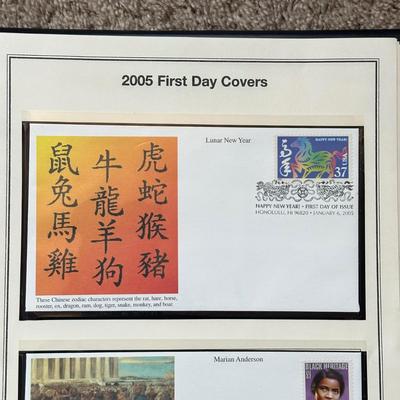 2005 First Day Covers
Lunar New Year
HAPPY NEW YEAR!
37
USA
鼠兔馬雞
牛龍羊狗
虎蛇猴豬
HAPPY NEW YEAR! • FIRST DAY OF ISSUE
HONOLULU, HI 96820 • JANUARY 6, 2005
These Chinese zodiac characters represent the rat, hare, horse,
rooster, ox, dragon, ram, dog, tiger, snake, monkey, and boar.
Marian Anderson
BLACK HERITAGE